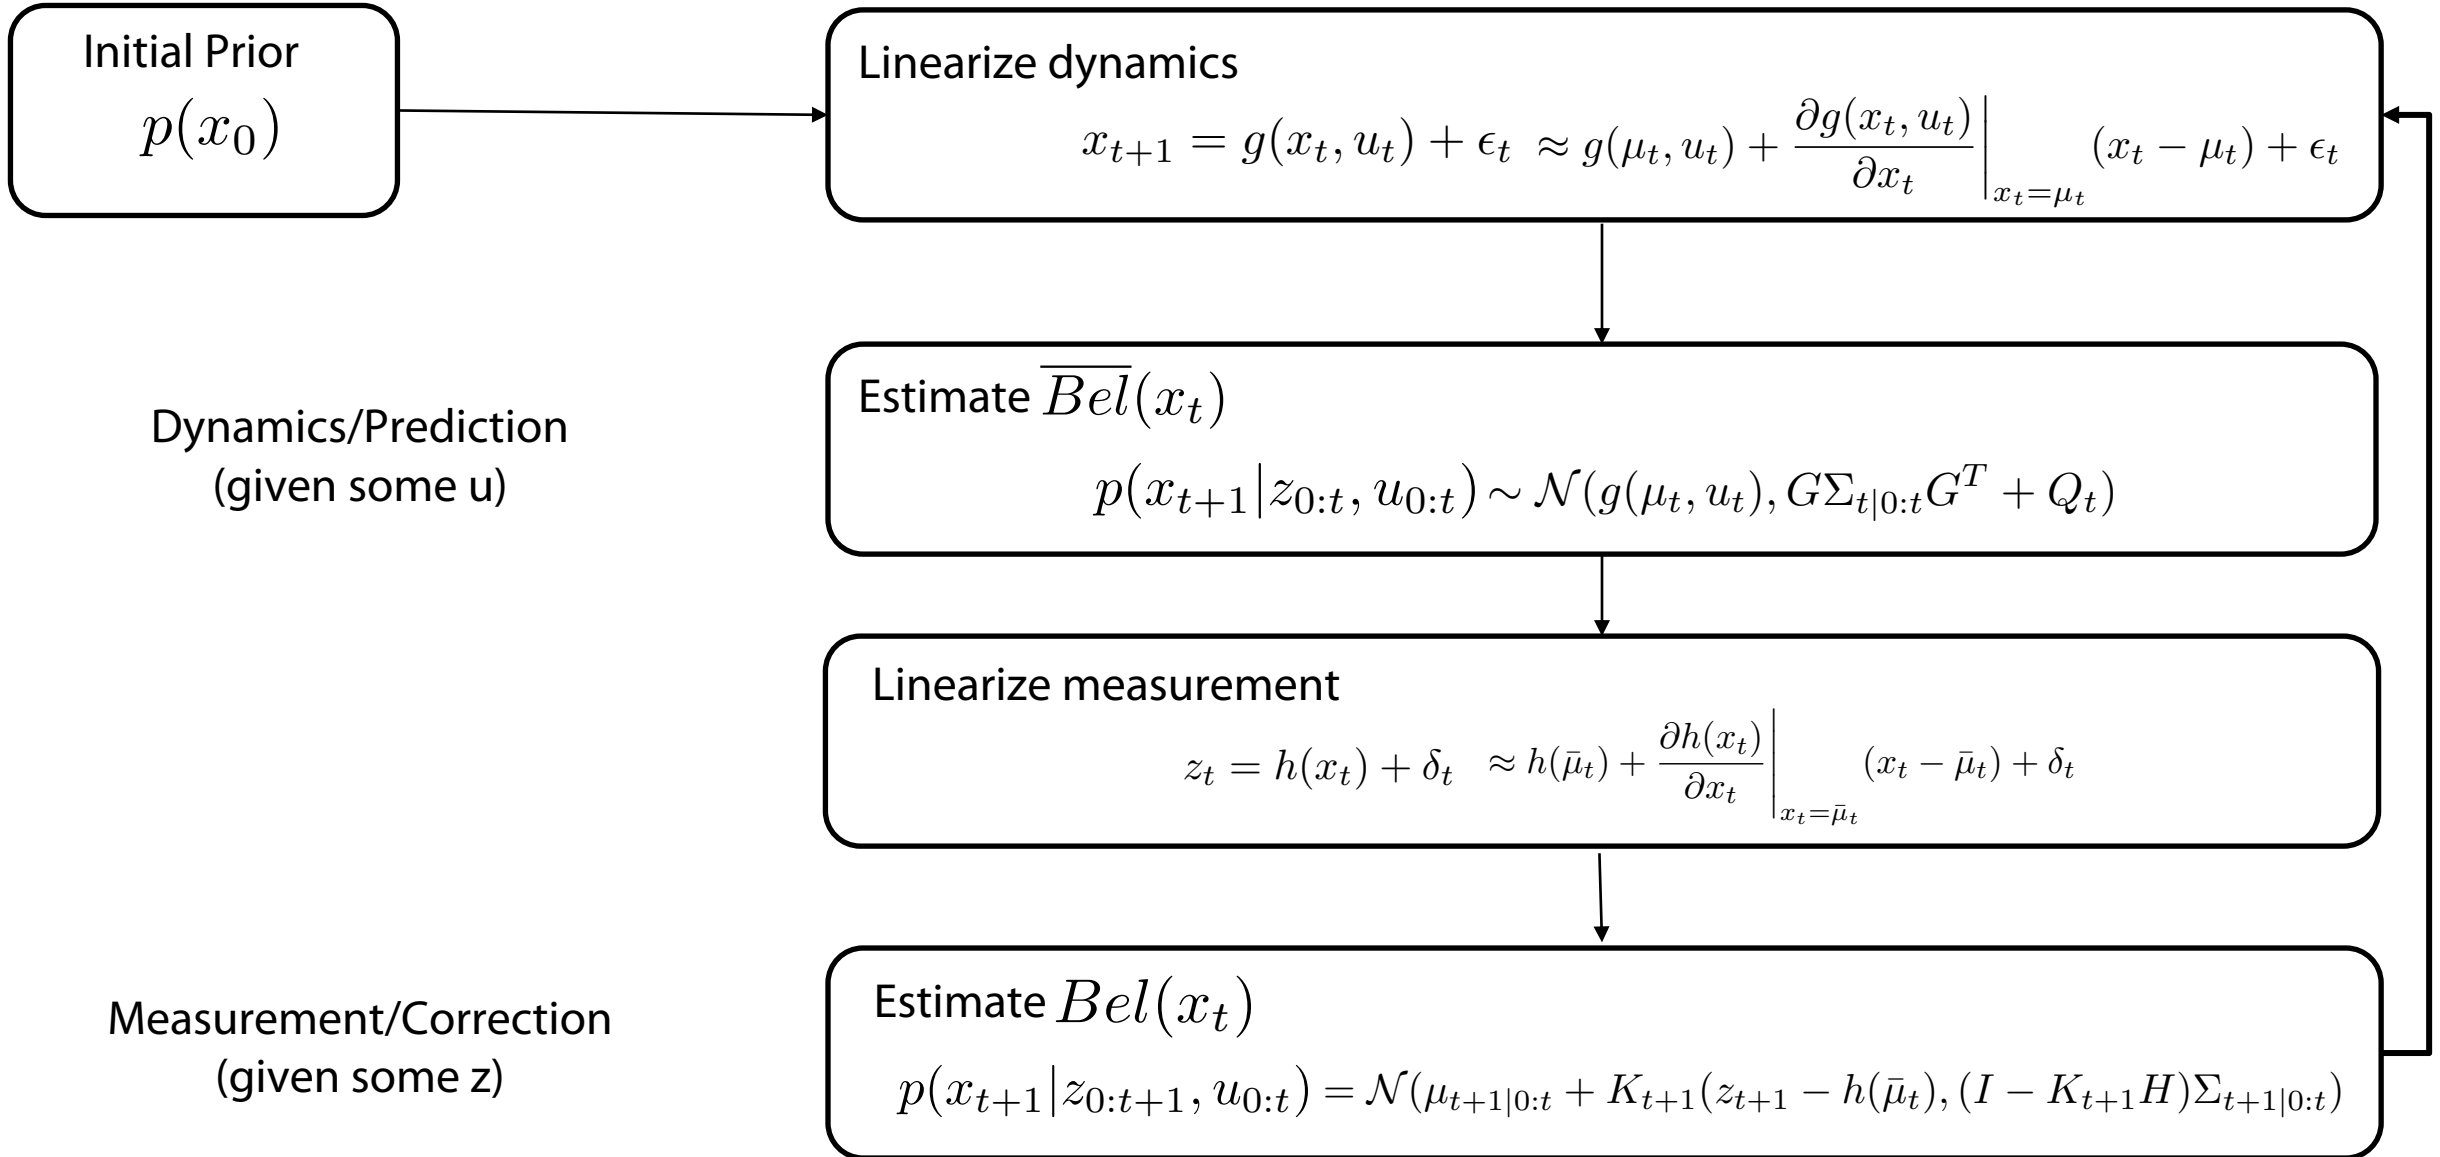 Initial Prior
p(x_0)
Linearize dynamics
x_{t+1} = g(x_t, u_t) + ε_t ≈ g(μ_t, u_t) + ∂g(x_t, u_t)/∂x_t |_{x_t=μ_t} (x_t − μ_t) + ε_t
Dynamics/Prediction
(given some u)
Estimate \overline{Bel}(x_t)
p(x_{t+1}|z_{0:t}, u_{0:t}) ∼ 𝒩(g(μ_t, u_t), GΣ_{t|0:t}G^T + Q_t)
Linearize measurement
z_t = h(x_t) + δ_t ≈ h(μ̄_t) + ∂h(x_t)/∂x_t |_{x_t=μ̄_t} (x_t − μ̄_t) + δ_t
Measurement/Correction
(given some z)
Estimate Bel(x_t)
p(x_{t+1}|z_{0:t+1}, u_{0:t}) = 𝒩(μ_{t+1|0:t} + K_{t+1}(z_{t+1} − h(μ̄_t), (I − K_{t+1}H)Σ_{t+1|0:t})